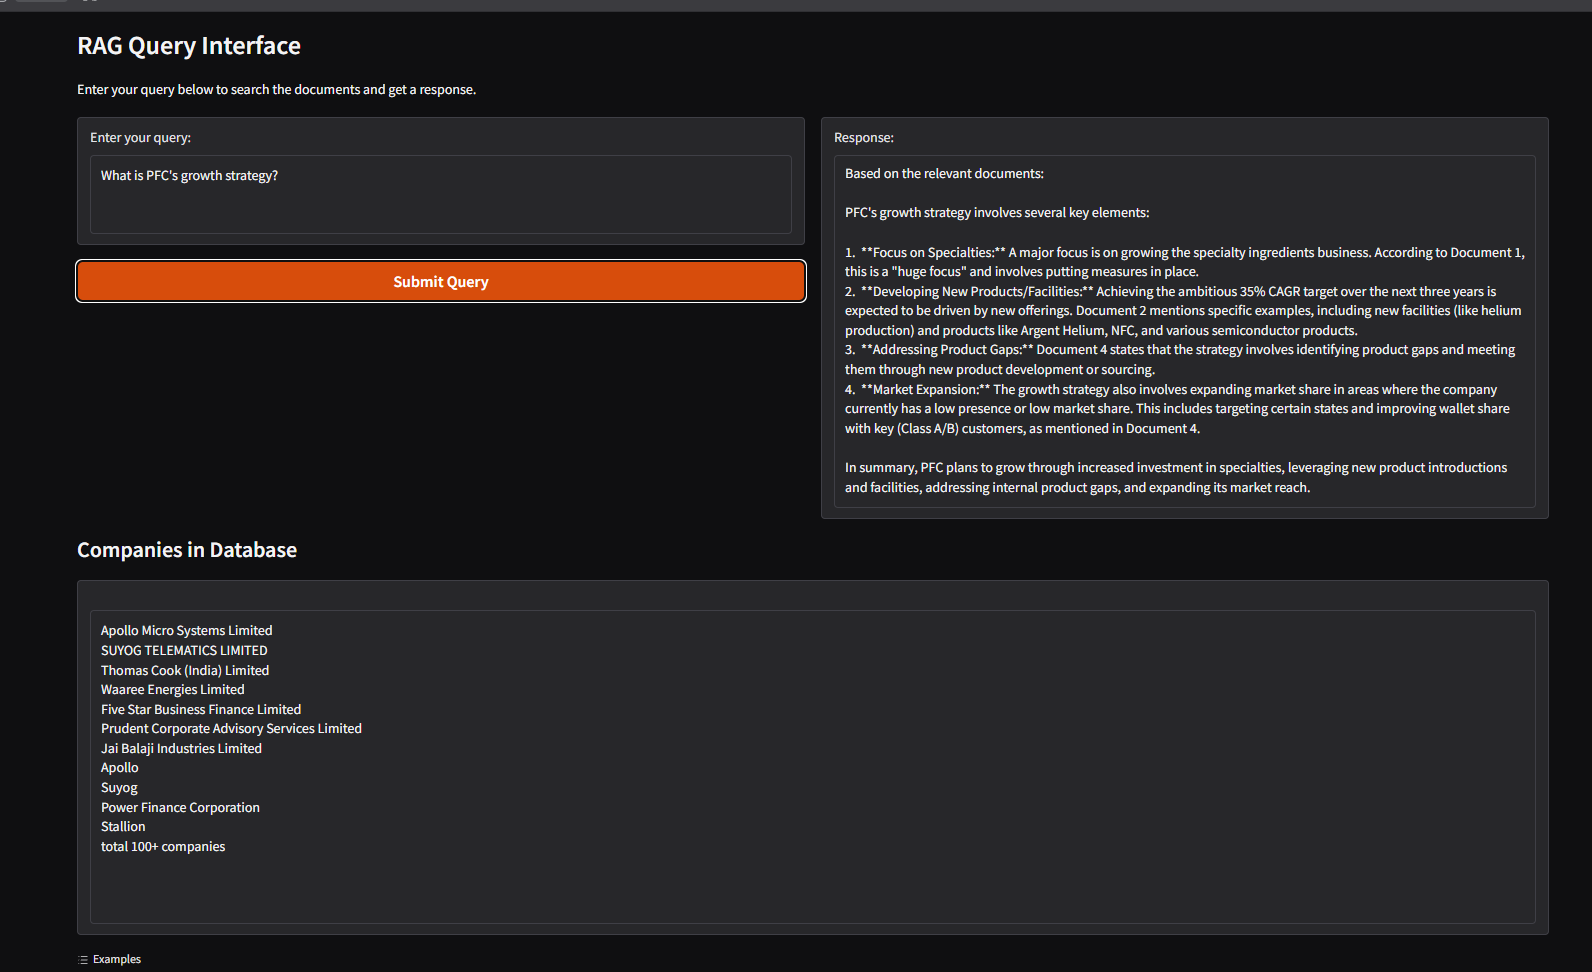 RAG Query Interface
Enter your query below to search the documents and get a response.
Enter your query:
What is PFC's growth strategy?
Submit Query
Response:
Based on the relevant documents:
PFC's growth strategy involves several key elements:
1. **Focus on Specialties:** A major focus is on growing the specialty ingredients business. According to Document 1,
this is a "huge focus" and involves putting measures in place.
2. **Developing New Products/Facilities:** Achieving the ambitious 35% CAGR target over the next three years is
expected to be driven by new offerings. Document 2 mentions specific examples, including new facilities (like helium
production) and products like Argent Helium, NFC, and various semiconductor products.
3. **Addressing Product Gaps:** Document 4 states that the strategy involves identifying product gaps and meeting
them through new product development or sourcing.
4. **Market Expansion:** The growth strategy also involves expanding market share in areas where the company
currently has a low presence or low market share. This includes targeting certain states and improving wallet share
with key (Class A/B) customers, as mentioned in Document 4.
In summary, PFC plans to grow through increased investment in specialties, leveraging new product introductions
and facilities, addressing internal product gaps, and expanding its market reach.
Companies in Database
Apollo Micro Systems Limited
SUYOG TELEMATICS LIMITED
Thomas Cook (India) Limited
Waaree Energies Limited
Five Star Business Finance Limited
Prudent Corporate Advisory Services Limited
Jai Balaji Industries Limited
Apollo
Suyog
Power Finance Corporation
Stallion
total 100+ companies
Examples